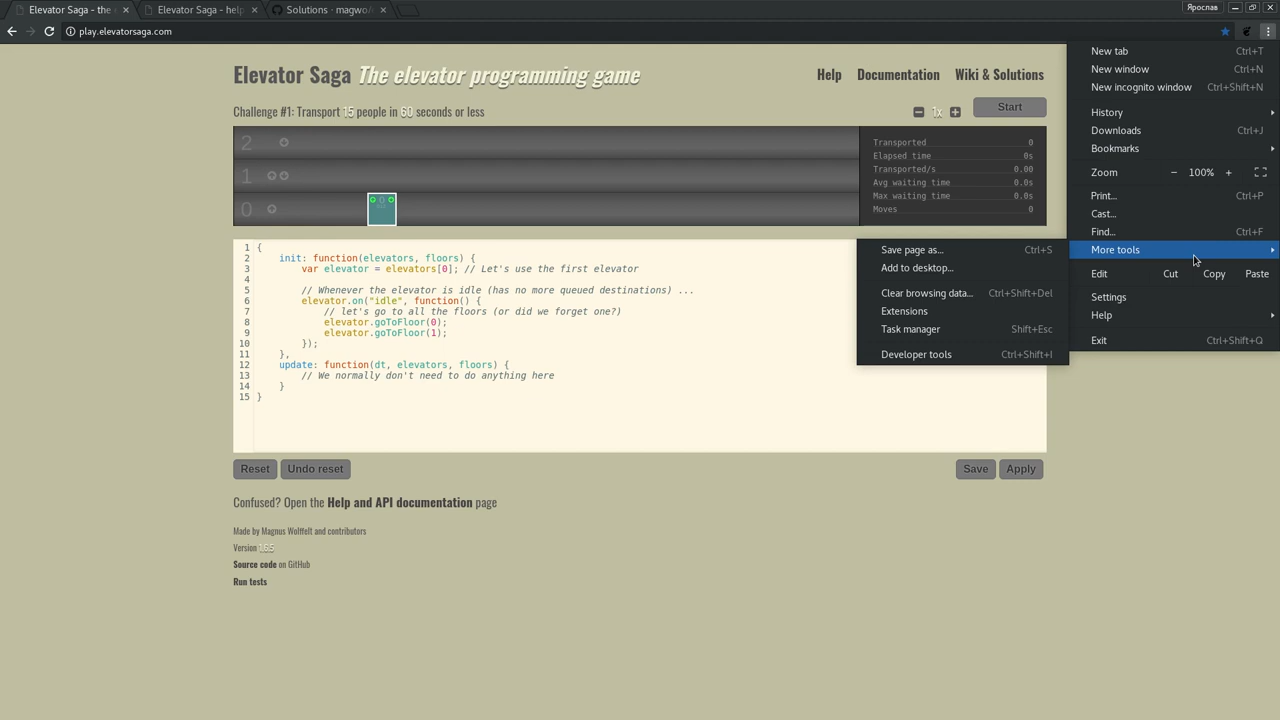 Elevator Saga - the
Elevator Saga - help
Solutions · magwo/
Ярослав
play.elevatorsaga.com
Elevator Saga The elevator programming game
Help Documentation Wiki & Solutions
Challenge #1: Transport 15 people in 60 seconds or less
1x
Start
2
1
0
Transported 0
Elapsed time 0s
Transported/s 0.00
Avg waiting time 0.0s
Max waiting time 0.0s
Moves 0
1 {
2 init: function(elevators, floors) {
3 var elevator = elevators[0]; // Let's use the first elevator
4
5 // Whenever the elevator is idle (has no more queued destinations) ...
6 elevator.on("idle", function() {
7 // let's go to all the floors (or did we forget one?)
8 elevator.goToFloor(0);
9 elevator.goToFloor(1);
10 });
11 },
12 update: function(dt, elevators, floors) {
13 // We normally don't need to do anything here
14 }
15 }
Reset Undo reset Save Apply
Confused? Open the Help and API documentation page
Made by Magnus Wolffelt and contributors
Version 1.6.5
Source code on GitHub
Run tests
New tab Ctrl+T
New window Ctrl+N
New incognito window Ctrl+Shift+N
History
Downloads Ctrl+J
Bookmarks
Zoom − 100% +
Print... Ctrl+P
Cast...
Find... Ctrl+F
More tools
Edit Cut Copy Paste
Settings
Help
Exit Ctrl+Shift+Q
Save page as... Ctrl+S
Add to desktop...
Clear browsing data... Ctrl+Shift+Del
Extensions
Task manager Shift+Esc
Developer tools Ctrl+Shift+I